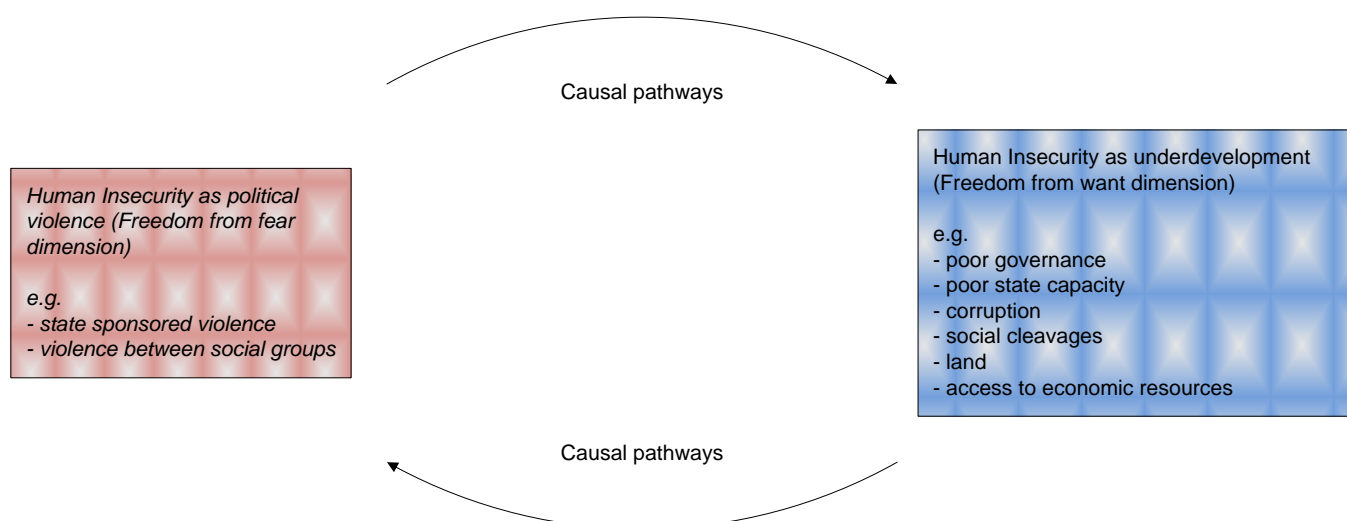 Causal pathways
Human Insecurity as political
violence (Freedom from fear
dimension)
e.g.
- state sponsored violence
- violence between social groups
Human Insecurity as underdevelopment
(Freedom from want dimension)
e.g.
- poor governance
- poor state capacity
- corruption
- social cleavages
- land
- access to economic resources
Causal pathways